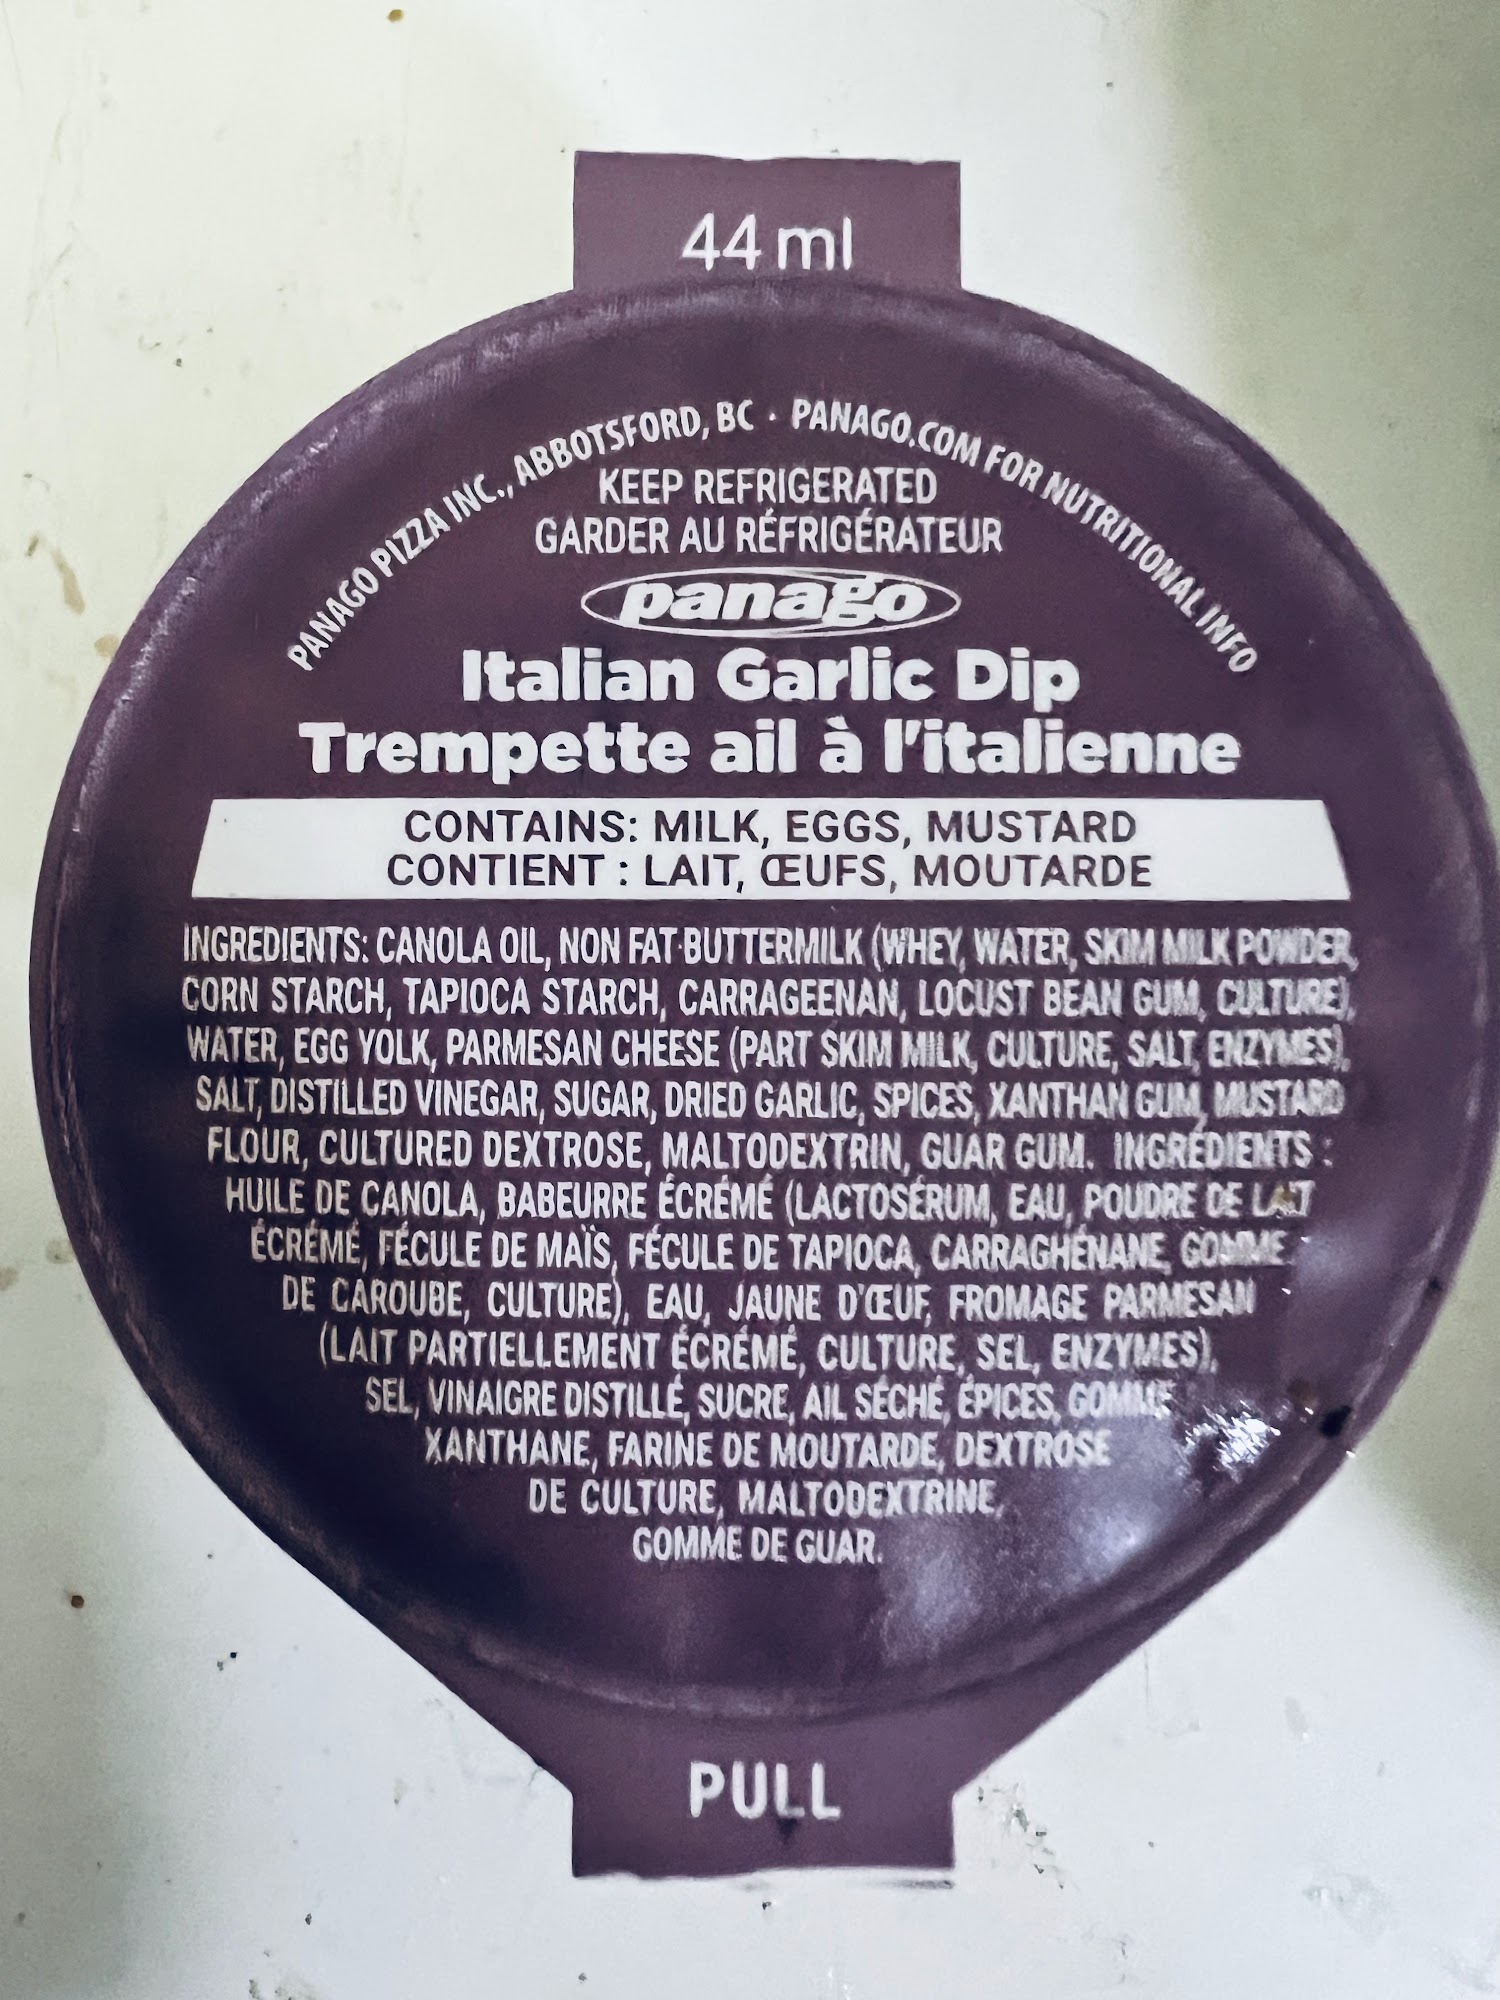 44 ml
PANAGO PIZZA INC., ABBOTSFORD, BC · PANAGO.COM FOR NUTRITIONAL INFO
KEEP REFRIGERATED
GARDER AU RÉFRIGÉRATEUR
panago
Italian Garlic Dip
Trempette ail à l'italienne
CONTAINS: MILK, EGGS, MUSTARD
CONTIENT : LAIT, ŒUFS, MOUTARDE
INGREDIENTS: CANOLA OIL, NON FAT BUTTERMILK (WHEY, WATER, SKIM MILK POWDER,
CORN STARCH, TAPIOCA STARCH, CARRAGEENAN, LOCUST BEAN GUM, CULTURE),
WATER, EGG YOLK, PARMESAN CHEESE (PART SKIM MILK, CULTURE, SALT, ENZYMES),
SALT, DISTILLED VINEGAR, SUGAR, DRIED GARLIC, SPICES, XANTHAN GUM, MUSTARD
FLOUR, CULTURED DEXTROSE, MALTODEXTRIN, GUAR GUM. INGRÉDIENTS :
HUILE DE CANOLA, BABEURRE ÉCRÉMÉ (LACTOSÉRUM, EAU, POUDRE DE LAIT
ÉCRÉMÉ, FÉCULE DE MAÏS, FÉCULE DE TAPIOCA, CARRAGHÉNANE, GOMME
DE CAROUBE, CULTURE), EAU, JAUNE D'ŒUF, FROMAGE PARMESAN
(LAIT PARTIELLEMENT ÉCRÉMÉ, CULTURE, SEL, ENZYMES),
SEL, VINAIGRE DISTILLÉ, SUCRE, AIL SÉCHÉ, ÉPICES, GOMME
XANTHANE, FARINE DE MOUTARDE, DEXTROSE
DE CULTURE, MALTODEXTRINE,
GOMME DE GUAR.
PULL